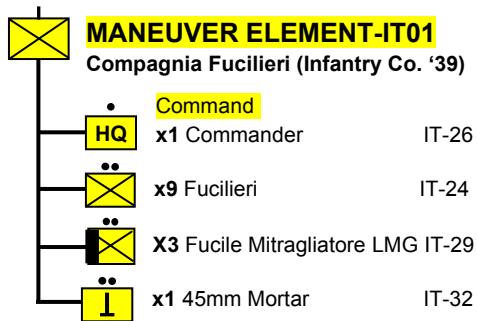 MANEUVER ELEMENT-IT01
Compagnia Fucilieri (Infantry Co. ‘39)
Command
HQ x1 Commander IT-26
x9 Fucilieri IT-24
X3 Fucile Mitragliatore LMG IT-29
x1 45mm Mortar IT-32